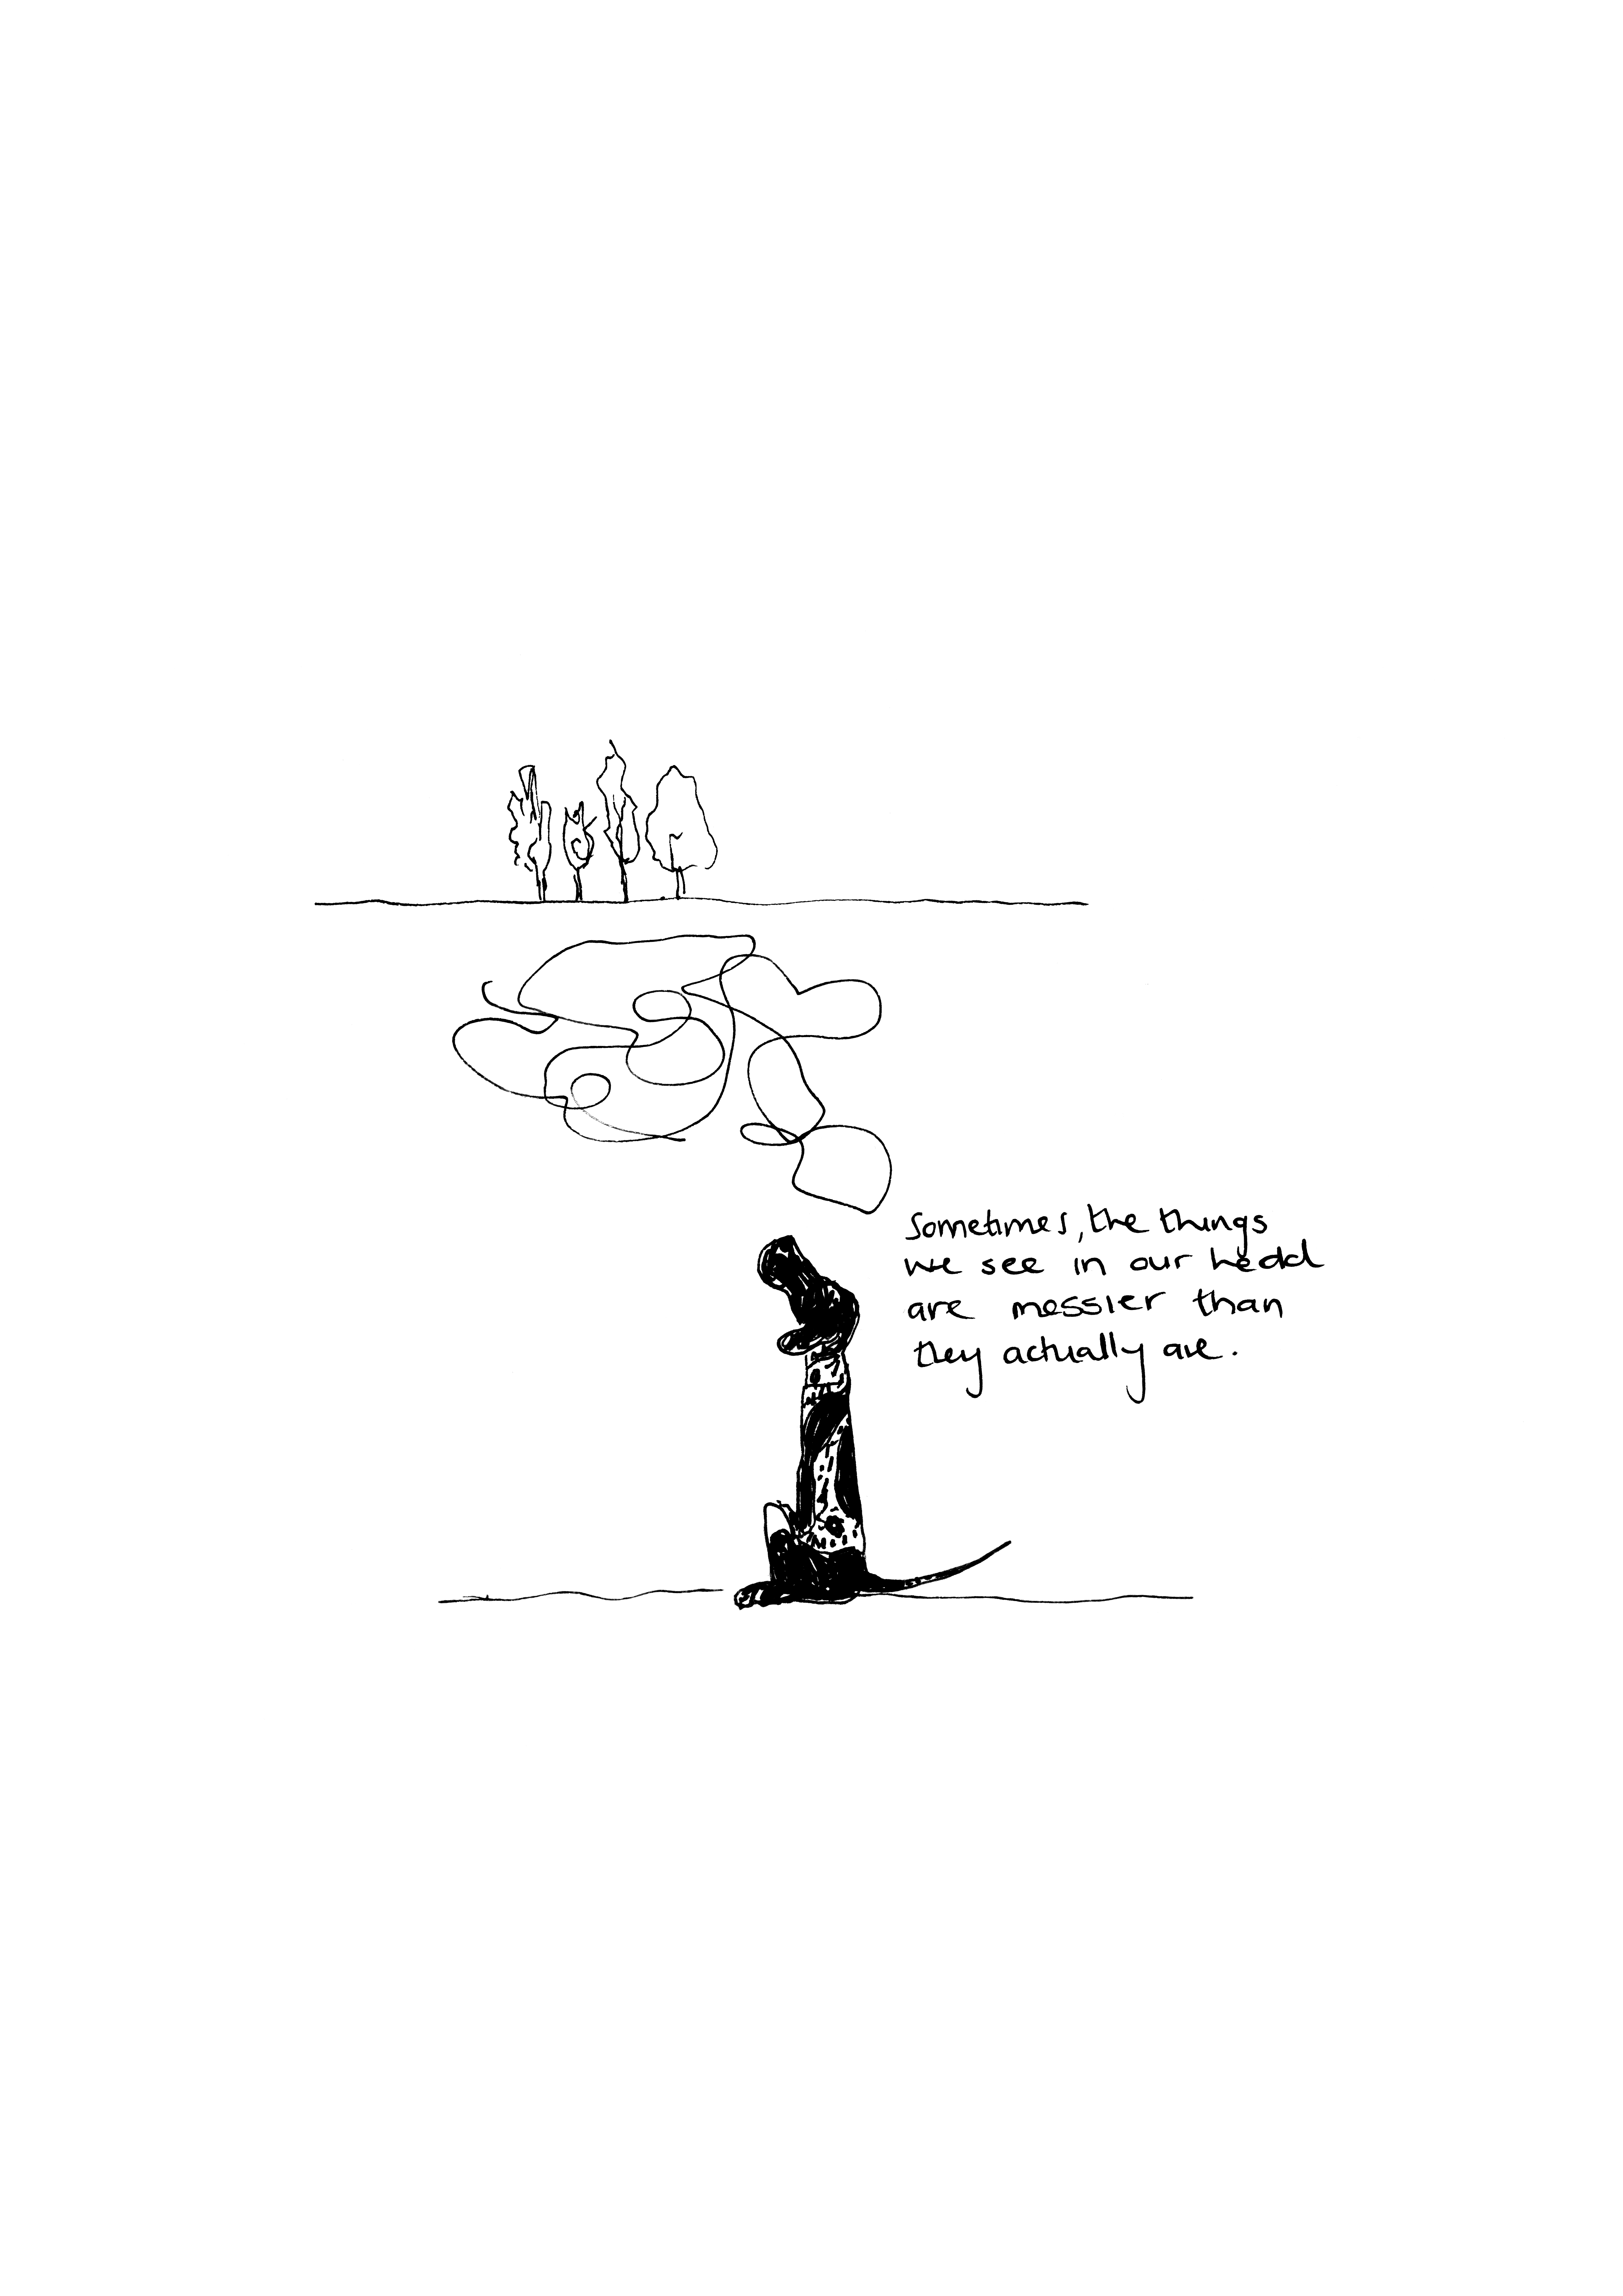 Sometimes, the things
we see in our head
are messier than
they actually are.